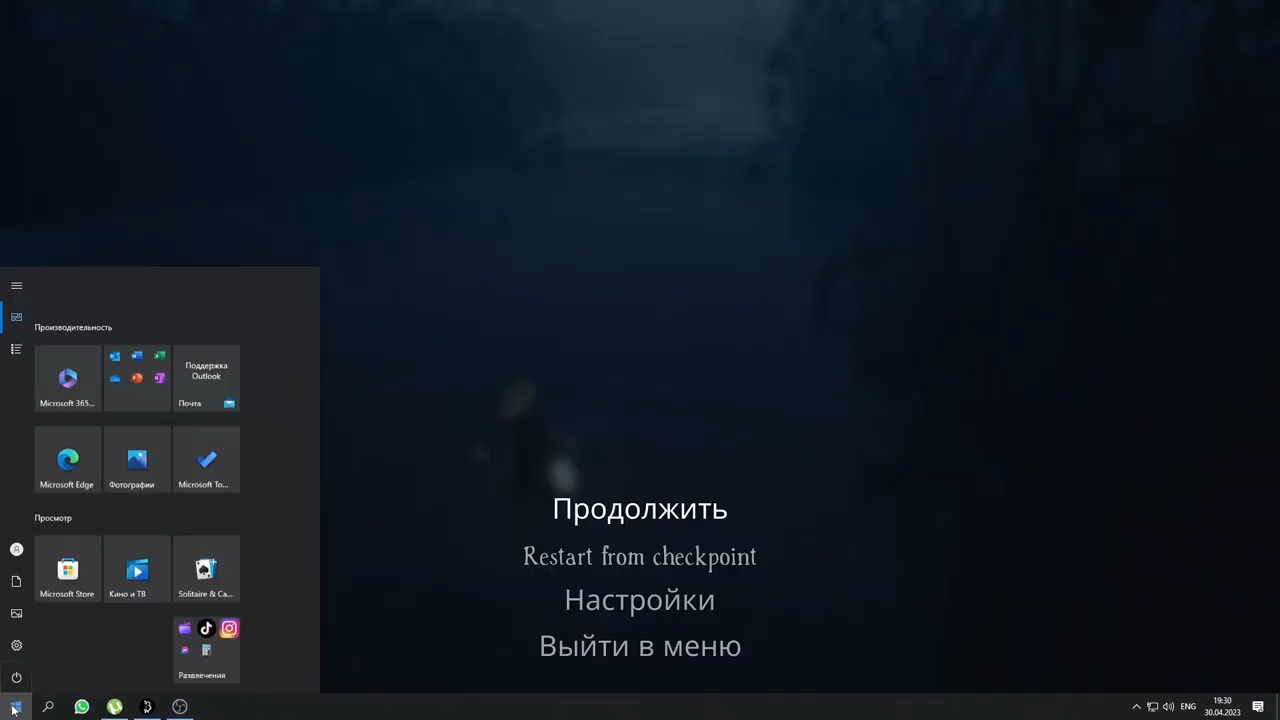 Производительность
Microsoft 365...
Поддержка
Outlook
Почта
Microsoft Edge
Фотографии
Microsoft To...
Просмотр
Microsoft Store
Кино и ТВ
Solitaire & Ca...
Развлечения
Продолжить
Restart from checkpoint
Настройки
Выйти в меню
ENG
19:30
30.04.2023